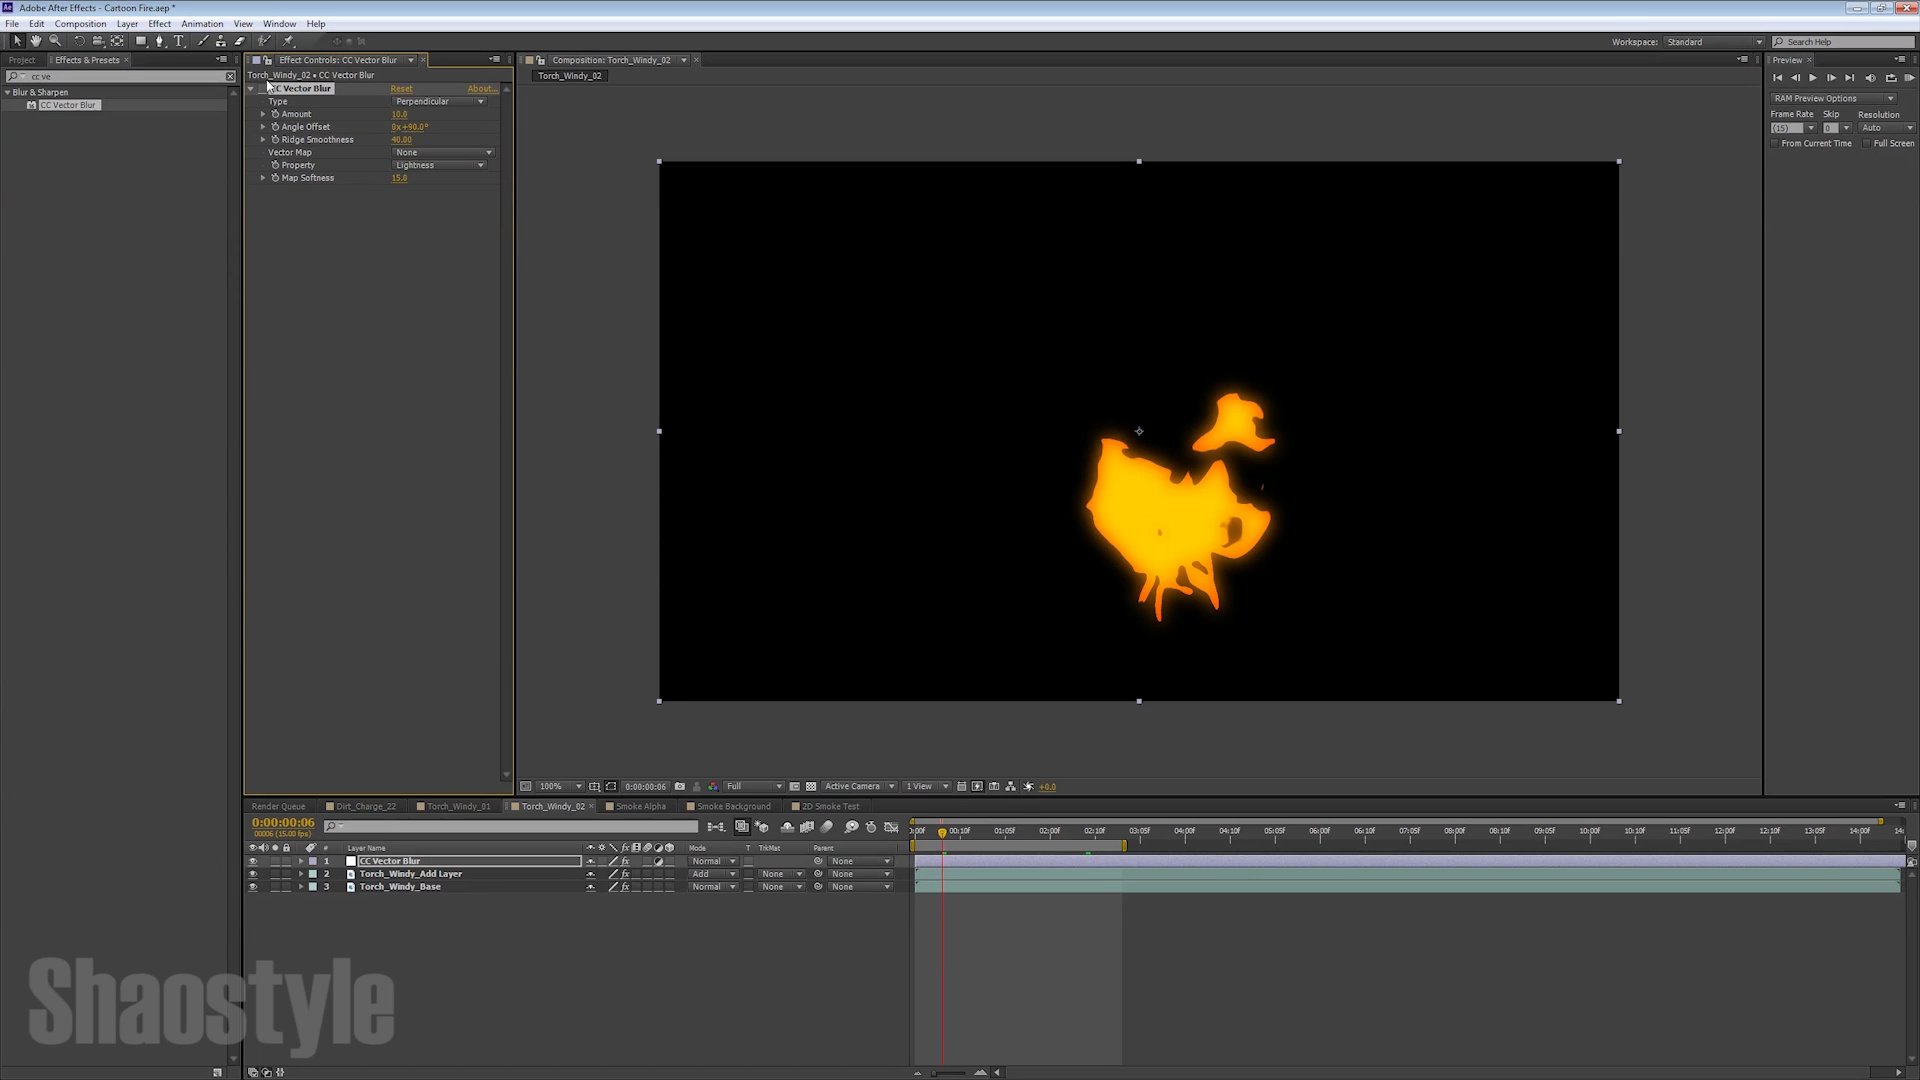 Adobe After Effects - Cartoon Fire.aep *
File Edit Composition Layer Effect Animation View Window Help
Workspace: Standard Search Help
Project Effects & Presets
cc ve
Blur & Sharpen
CC Vector Blur
Effect Controls: CC Vector Blur
Torch_Windy_02 • CC Vector Blur
CC Vector Blur Reset About...
Type Perpendicular
Amount 10.0
Angle Offset 0x+90.0°
Ridge Smoothness 40.00
Vector Map None
Property Lightness
Map Softness 15.0
Composition: Torch_Windy_02
Torch_Windy_02
Preview
RAM Preview Options
Frame Rate Skip Resolution
(15) 0 Auto
From Current Time Full Screen
100% 0:00:00:06 Full Active Camera 1 View +0.0
Render Queue Dirt_Charge_22 Torch_Windy_01 Torch_Windy_02 Smoke Alpha Smoke Background 2D Smoke Test
0:00:00:06
00006 (15.00 fps)
:00f 00:10f 01:05f 02:00f 02:10f 03:05f 04:00f 04:10f 05:05f 06:00f 06:10f 07:05f 08:00f 08:10f 09:05f 10:00f 10:10f 11:05f 12:00f 12:10f 13:05f 14:00f 14:
Layer Name Mode T TrkMat Parent
1 CC Vector Blur Normal None
2 Torch_Windy_Add Layer Add None None
3 Torch_Windy_Base Normal None None
Shaostyle